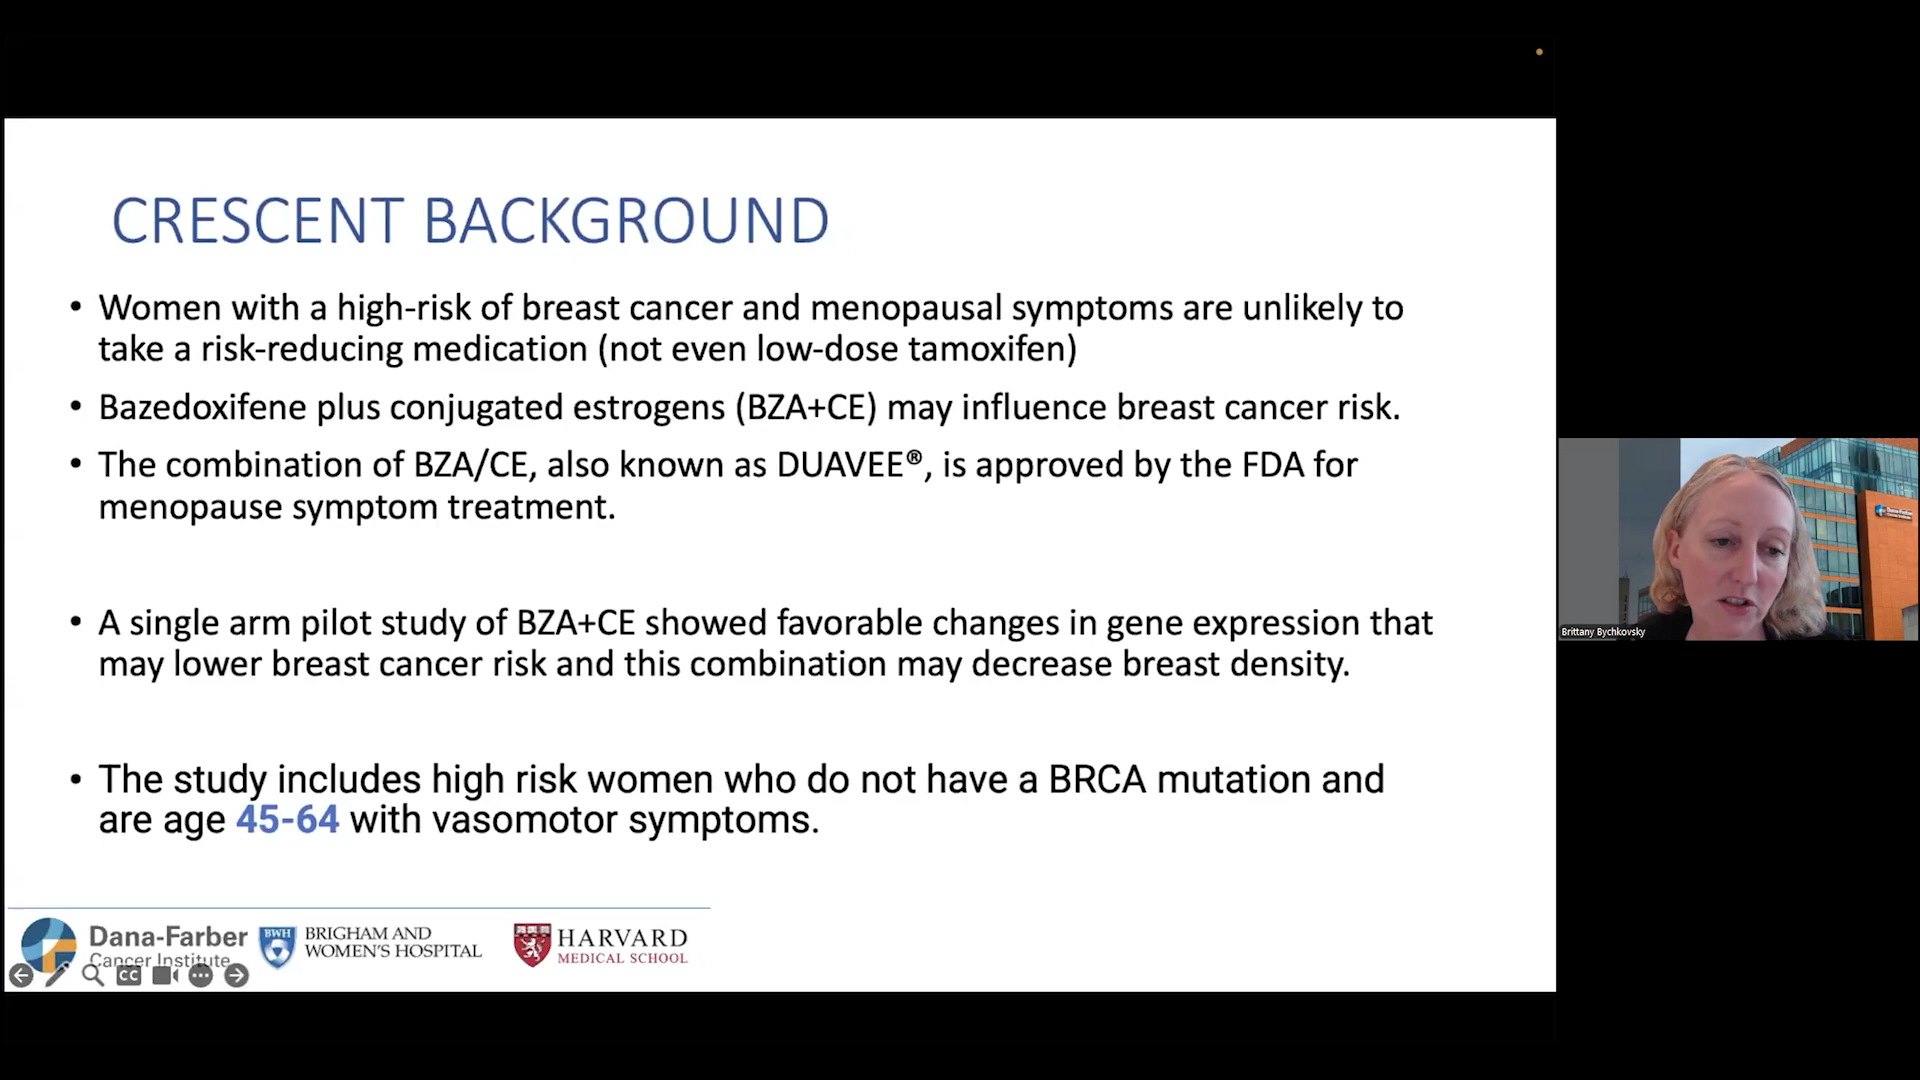 CRESCENT BACKGROUND
• Women with a high-risk of breast cancer and menopausal symptoms are unlikely to
take a risk-reducing medication (not even low-dose tamoxifen)
• Bazedoxifene plus conjugated estrogens (BZA+CE) may influence breast cancer risk.
• The combination of BZA/CE, also known as DUAVEE®, is approved by the FDA for
menopause symptom treatment.
• A single arm pilot study of BZA+CE showed favorable changes in gene expression that
may lower breast cancer risk and this combination may decrease breast density.
• The study includes high risk women who do not have a BRCA mutation and
are age 45-64 with vasomotor symptoms.
Dana-Farber
Cancer Institute
BWH
BRIGHAM AND
WOMEN'S HOSPITAL
HARVARD
MEDICAL SCHOOL
CC
Dana-Farber
Brittany Bychkovsky